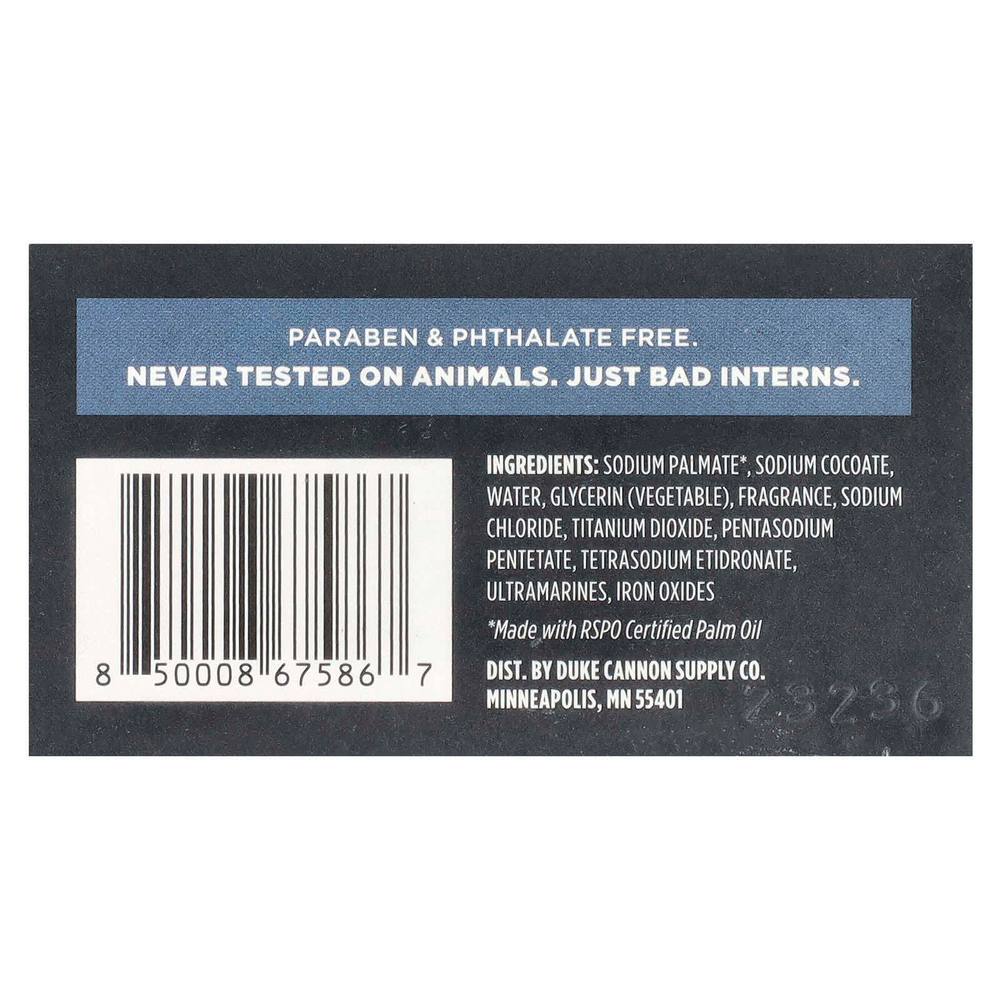 PARABEN & PHTHALATE FREE.
NEVER TESTED ON ANIMALS. JUST BAD INTERNS.
INGREDIENTS: SODIUM PALMATE*, SODIUM COCOATE,
WATER, GLYCERIN (VEGETABLE), FRAGRANCE, SODIUM
CHLORIDE, TITANIUM DIOXIDE, PENTASODIUM
PENTETATE, TETRASODIUM ETIDRONATE,
ULTRAMARINES, IRON OXIDES
*Made with RSPO Certified Palm Oil
DIST. BY DUKE CANNON SUPPLY CO.
MINNEAPOLIS, MN 55401
23236
8 50008 67586 7